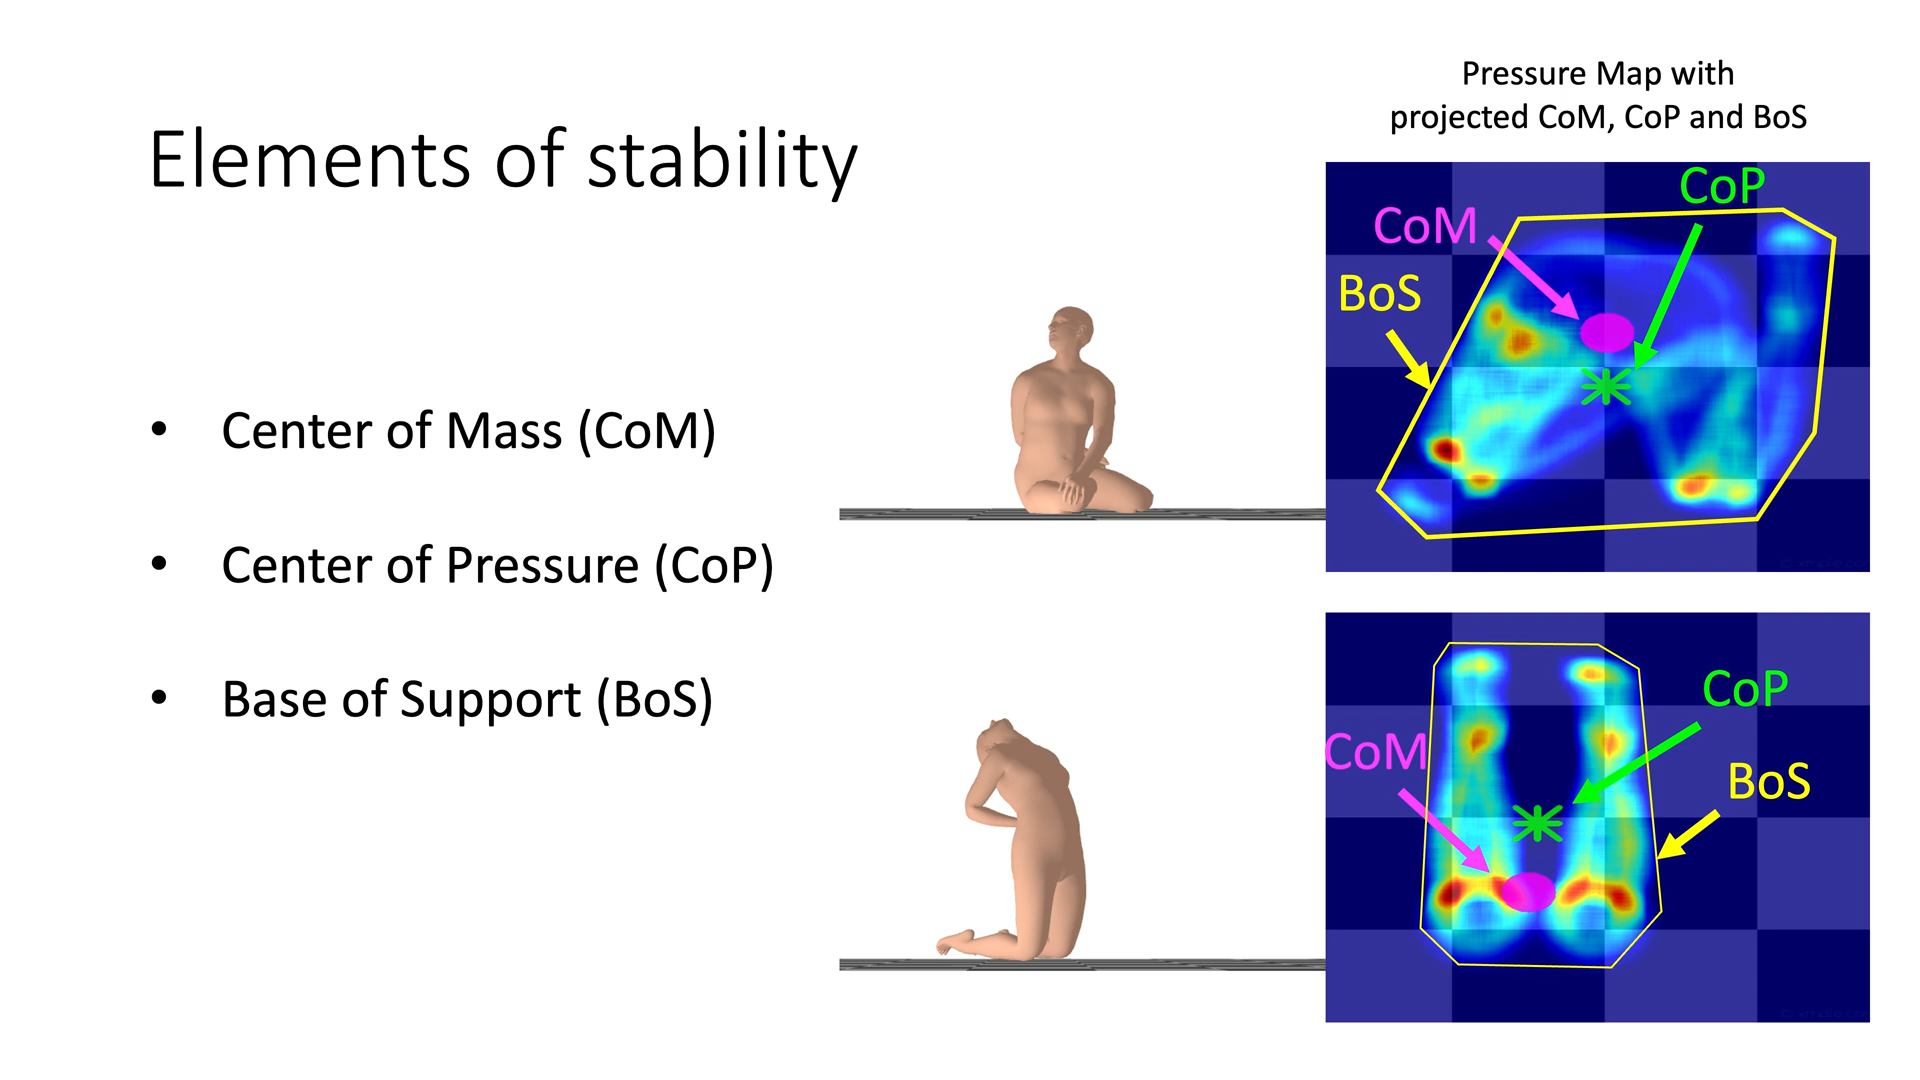 Elements of stability
• Center of Mass (CoM)
• Center of Pressure (CoP)
• Base of Support (BoS)
Pressure Map with
projected CoM, CoP and BoS
CoP
CoM
BoS
CoP
CoM
BoS